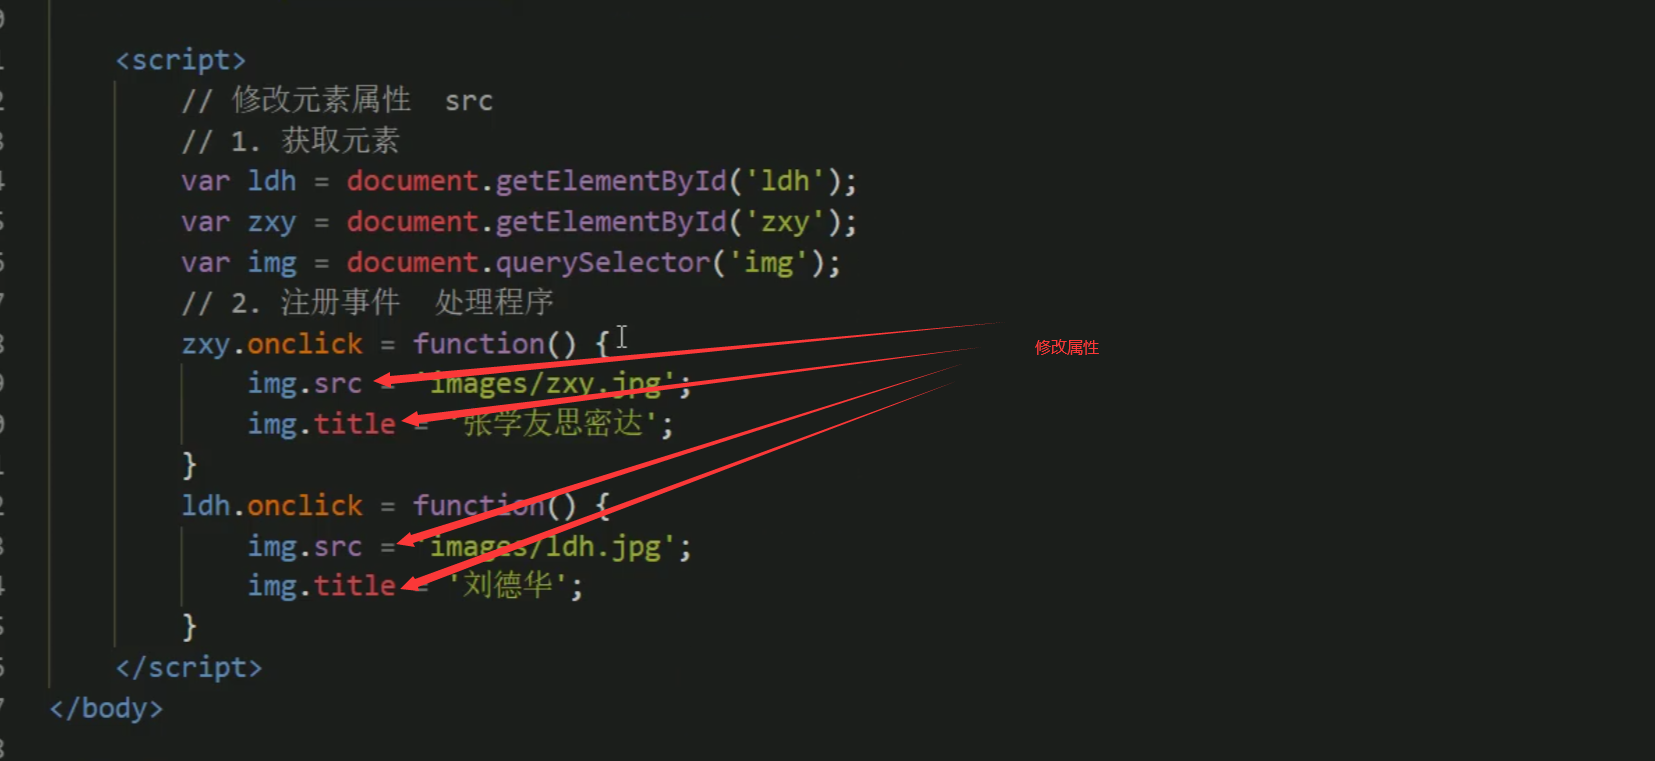 <script>
// 修改元素属性  src
// 1. 获取元素
var ldh = document.getElementById('ldh');
var zxy = document.getElementById('zxy');
var img = document.querySelector('img');
// 2. 注册事件  处理程序
zxy.onclick = function() {
img.src = 'images/zxy.jpg';
img.title = '张学友思密达';
}
ldh.onclick = function() {
img.src = 'images/ldh.jpg';
img.title = '刘德华';
}
</script>
</body>
修改属性